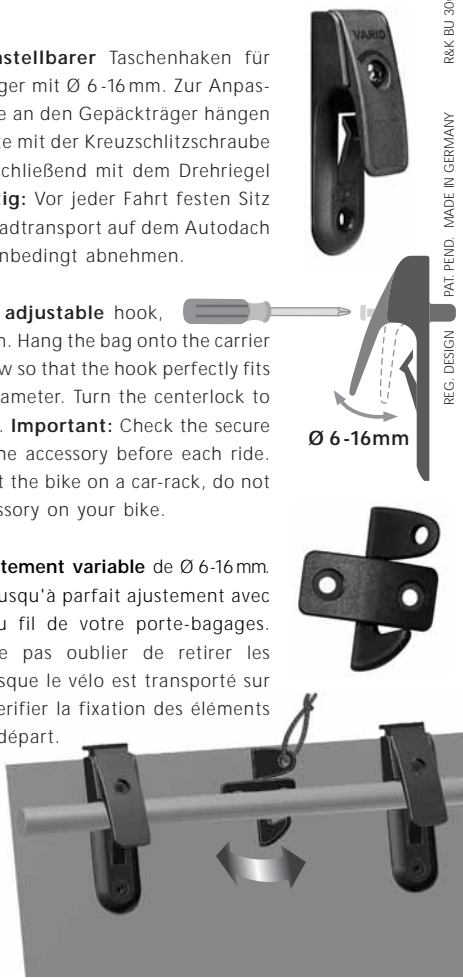 nstellbarer Taschenhaken für
ger mit Ø 6-16 mm. Zur Anpas-
e an den Gepäckträger hängen
te mit der Kreuzschlitzschraube
chließend mit dem Drehriegel
tig: Vor jeder Fahrt festen Sitz
adtransport auf dem Autodach
nbedingt abnehmen.
adjustable hook,
m. Hang the bag onto the carrier
w so that the hook perfectly fits
ameter. Turn the centerlock to
. Important: Check the secure
ne accessory before each ride.
t the bike on a car-rack, do not
ssory on your bike.
tement variable de Ø 6-16 mm.
usqu'à parfait ajustement avec
u fil de votre porte-bagages.
e pas oublier de retirer les
sque le vélo est transporté sur
erifier la fixation des éléments
départ.
VARIO
Ø 6-16mm
REG. DESIGN PAT. PEND. MADE IN GERMANY R&K BU 300